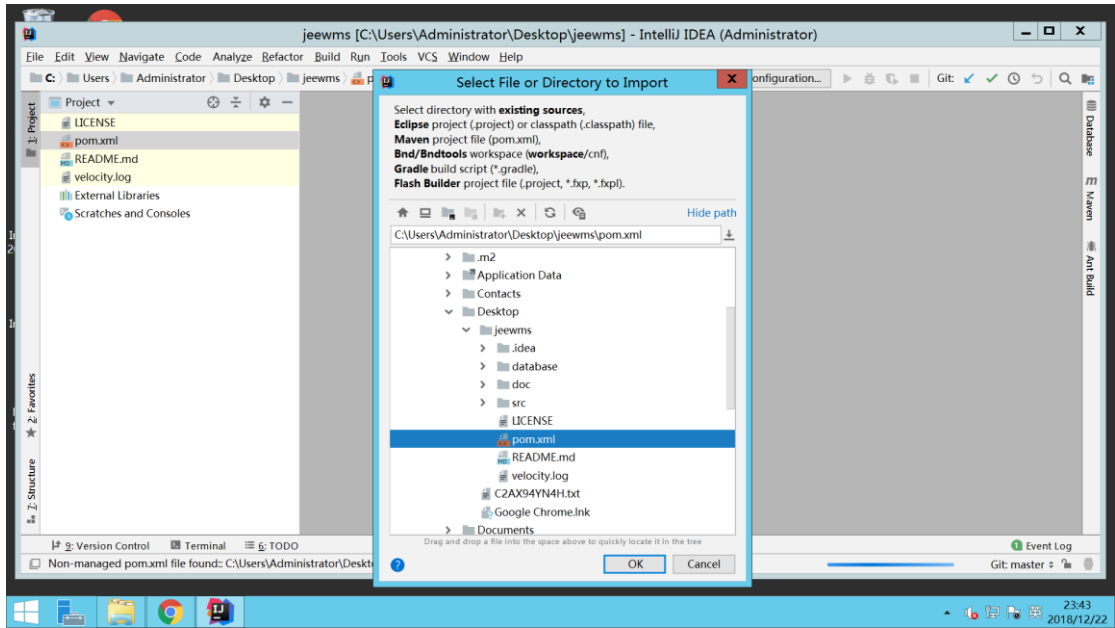 jeewms [C:\Users\Administrator\Desktop\jeewms] - IntelliJ IDEA (Administrator)
File Edit View Navigate Code Analyze Refactor Build Run Tools VCS Window Help
C: Users Administrator Desktop jeewms
onfiguration...
Git:
Project
LICENSE
pom.xml
README.md
velocity.log
External Libraries
Scratches and Consoles
1: Project
2: Favorites
7: Structure
Select File or Directory to Import
Select directory with existing sources,
Eclipse project (.project) or classpath (.classpath) file,
Maven project file (pom.xml),
Bnd/Bndtools workspace (workspace/cnf),
Gradle build script (*.gradle),
Flash Builder project file (.project, *.fxp, *.fxpl).
Hide path
C:\Users\Administrator\Desktop\jeewms\pom.xml
.m2
Application Data
Contacts
Desktop
jeewms
.idea
database
doc
src
LICENSE
pom.xml
README.md
velocity.log
C2AX94YN4H.txt
Google Chrome.lnk
Documents
Drag and drop a file into the space above to quickly locate it in the tree
? OK Cancel
Database
m Maven
Ant Build
9: Version Control Terminal 6: TODO
1 Event Log
Non-managed pom.xml file found:: C:\Users\Administrator\Deskt
Git: master
英
23:43
2018/12/22